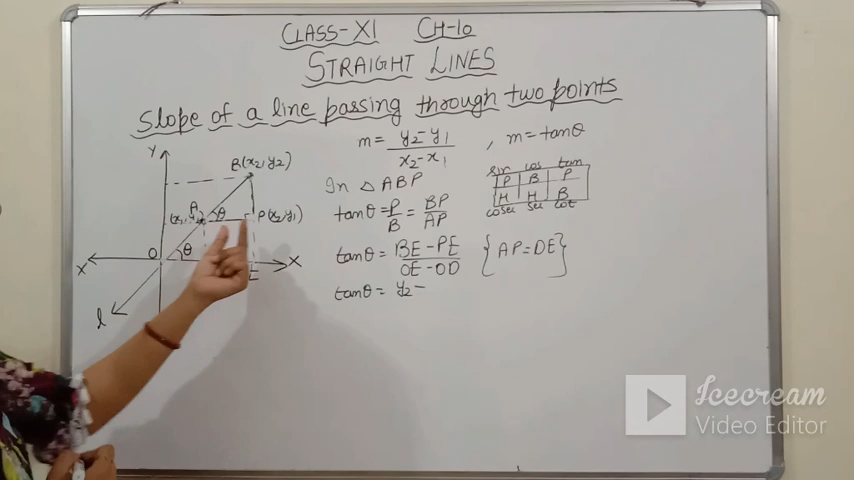 CLASS-XI CH-10
STRAIGHT LINES
Slope of a line passing through two points
m = y2-y1 / x2-x1 , m = tanθ
In △ ABP
tanθ = P/B = BP/AP
tanθ = BE-PE / OE-OD {AP=DE}
tanθ = y2-
sin cos tan
P B P
H H B
cosec sec cot
Y
B(x2,y2)
A θ
P(x2,y1)
O θ
X X
E
l
Icecream
Video Editor